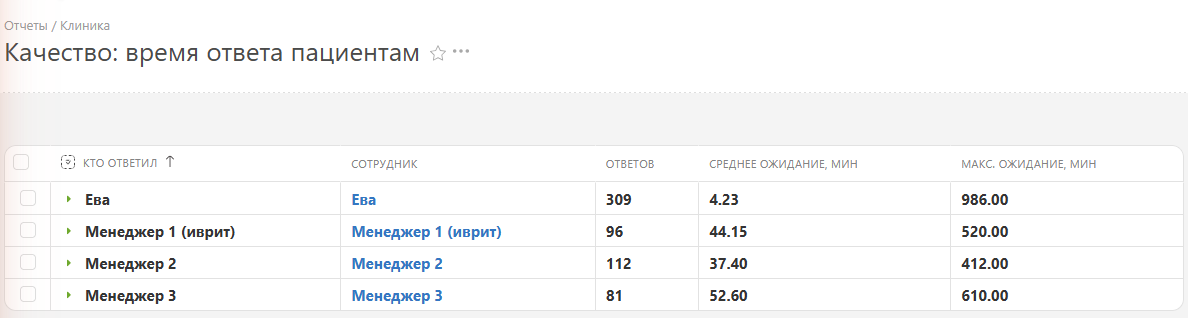 Отчеты / Клиника
Качество: время ответа пациентам
КТО ОТВЕТИЛ ↑ СОТРУДНИК ОТВЕТОВ СРЕДНЕЕ ОЖИДАНИЕ, МИН МАКС. ОЖИДАНИЕ, МИН
Ева Ева 309 4.23 986.00
Менеджер 1 (иврит) Менеджер 1 (иврит) 96 44.15 520.00
Менеджер 2 Менеджер 2 112 37.40 412.00
Менеджер 3 Менеджер 3 81 52.60 610.00